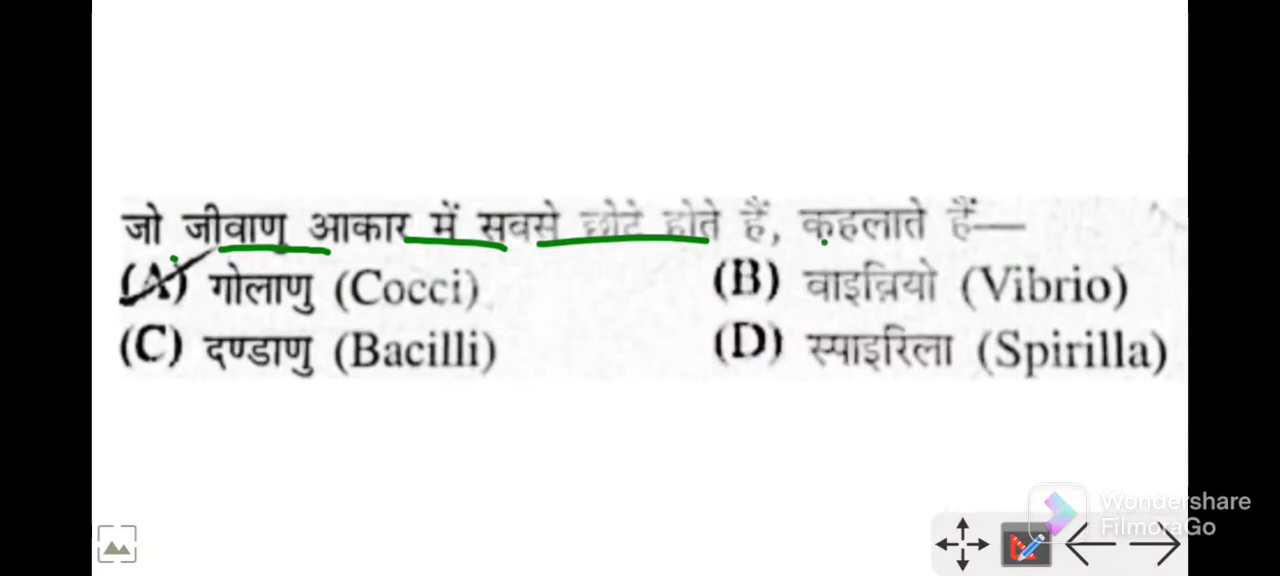 जो जीवाणु आकार में सबसे छोटे होते हैं, कहलाते हैं—
(A) गोलाणु (Cocci)
(B) वाइब्रियो (Vibrio)
(C) दण्डाणु (Bacilli)
(D) स्पाइरिला (Spirilla)
Wondershare
FilmoraGo